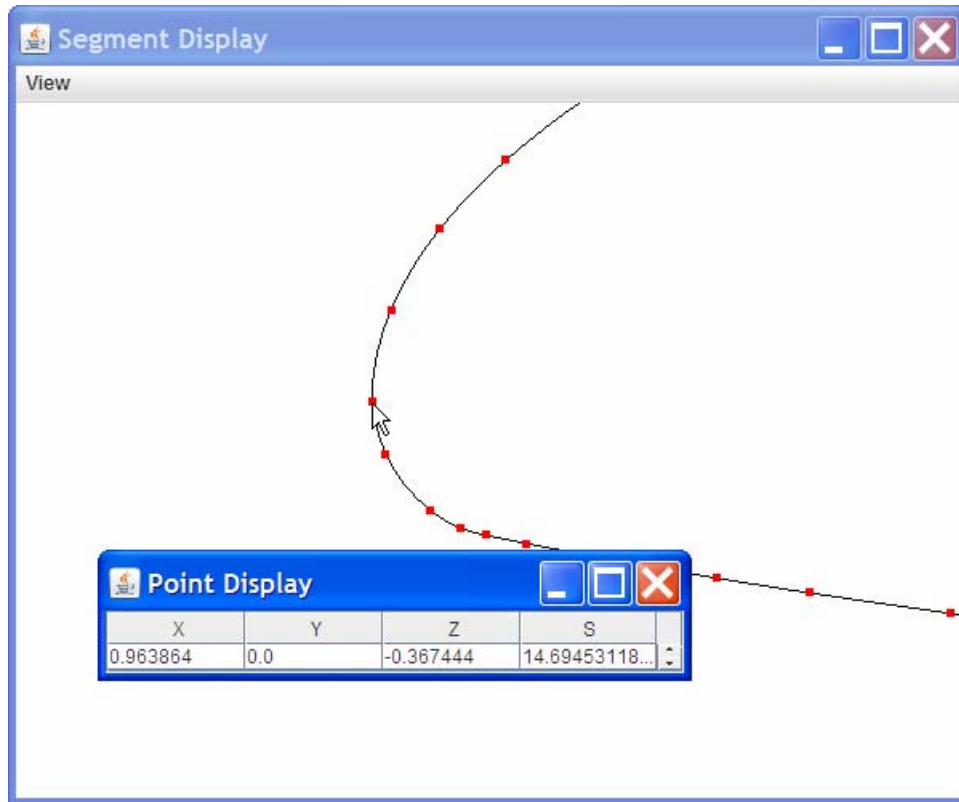 Segment Display
View
Point Display
X Y Z S
0.963864 0.0 -0.367444 14.69453118...